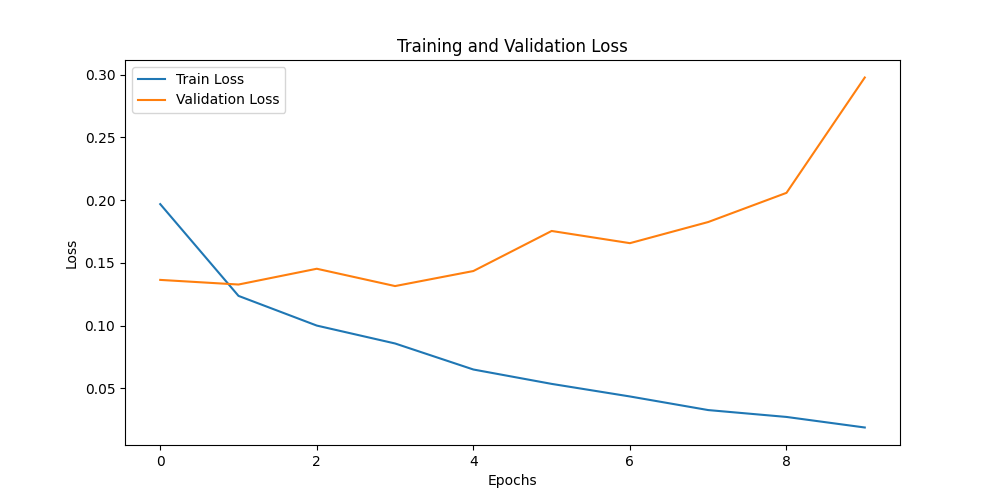 Training and Validation Loss
Train Loss
Validation Loss
0.30
0.25
0.20
0.15
0.10
0.05
Loss
0 2 4 6 8
Epochs